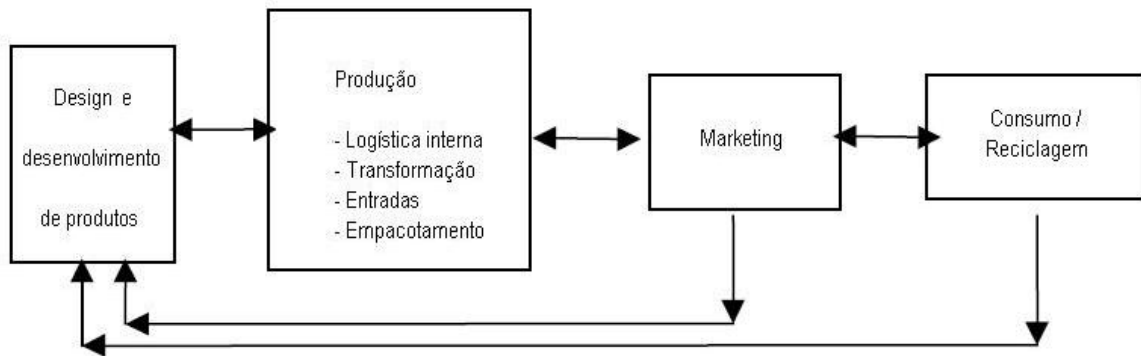 Design e
desenvolvimento
de produtos
Produção
- Logística interna
- Transformação
- Entradas
- Empacotamento
Marketing
Consumo /
Reciclagem